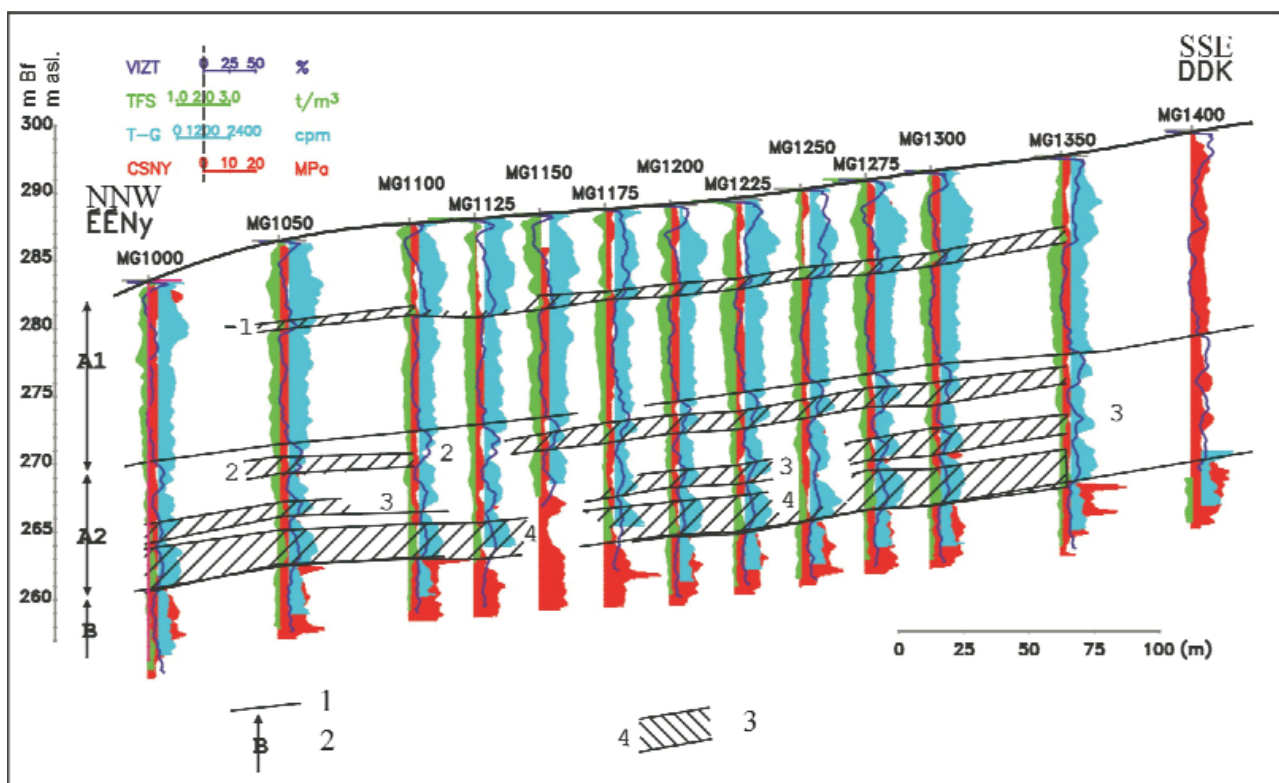 m Bf
m asl.
VIZT 0 25 50 %
TFS 1.0 2.0 3.0 t/m³
T-G 0 1200 2400 cpm
CSNY 0 10 20 MPa
SSE
DDK
NNW
ÉÉNy
300
290
285
280
275
270
265
260
MG1000
MG1050
MG1100
MG1125
MG1150
MG1175
MG1200
MG1225
MG1250
MG1275
MG1300
MG1350
MG1400
A1
A2
B
-1
2
2
3
3
3
4
4
0 25 50 75 100 (m)
1
B 2
4 3